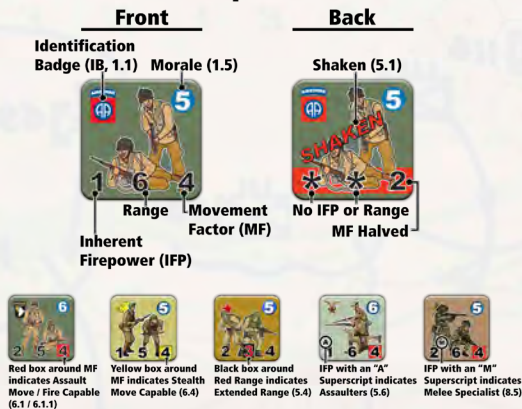 Front
Back
Identification
Badge (IB, 1.1)
Morale (1.5)
Shaken (5.1)
AA
5
1 6 4
AA
5
SHAKEN
* * 2
Range
Movement
Factor (MF)
Inherent
Firepower (IFP)
No IFP or Range
MF Halved
6
2 5 4
Red box around MF
indicates Assault
Move / Fire Capable
(6.1 / 6.1.1)
5
1 5 4
Yellow box around
MF indicates Stealth
Move Capable (6.4)
5
Black box around
Red Range indicates
Extended Range (5.4)
6
A
1 -6 4
IFP with an "A"
Superscript indicates
Assaulters (5.6)
5
M
2 6 4
IFP with an "M"
Superscript indicates
Melee Specialist (8.5)